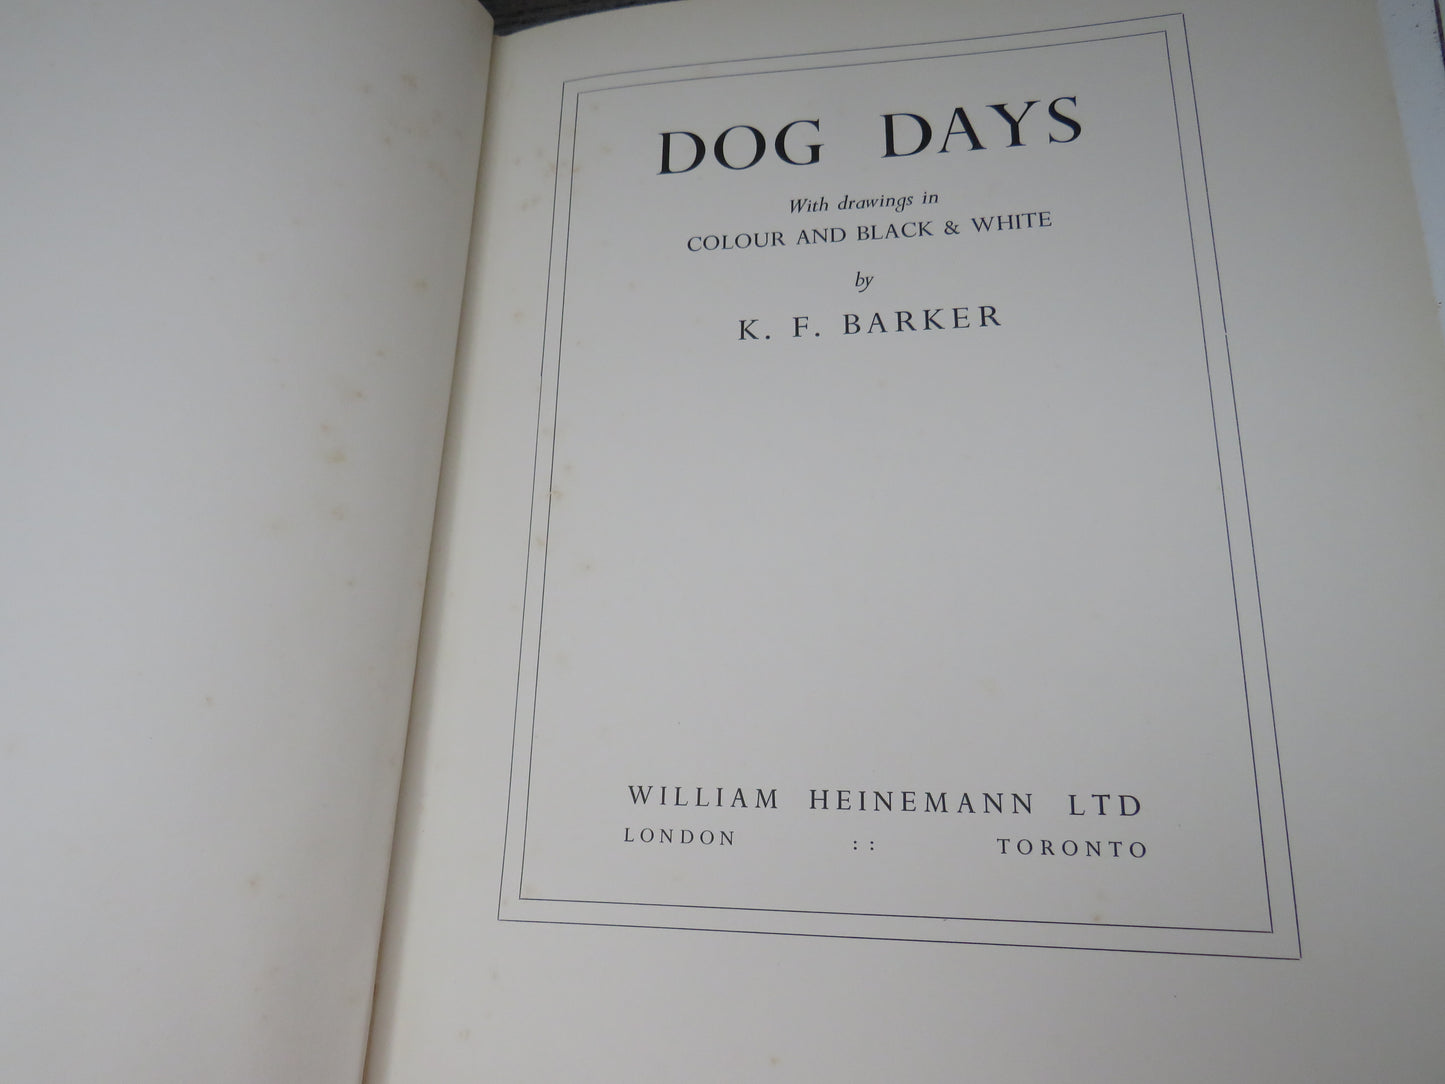 DOG DAYS
With drawings in
COLOUR AND BLACK & WHITE
by
K. F. BARKER
WILLIAM HEINEMANN LTD
LONDON :: TORONTO